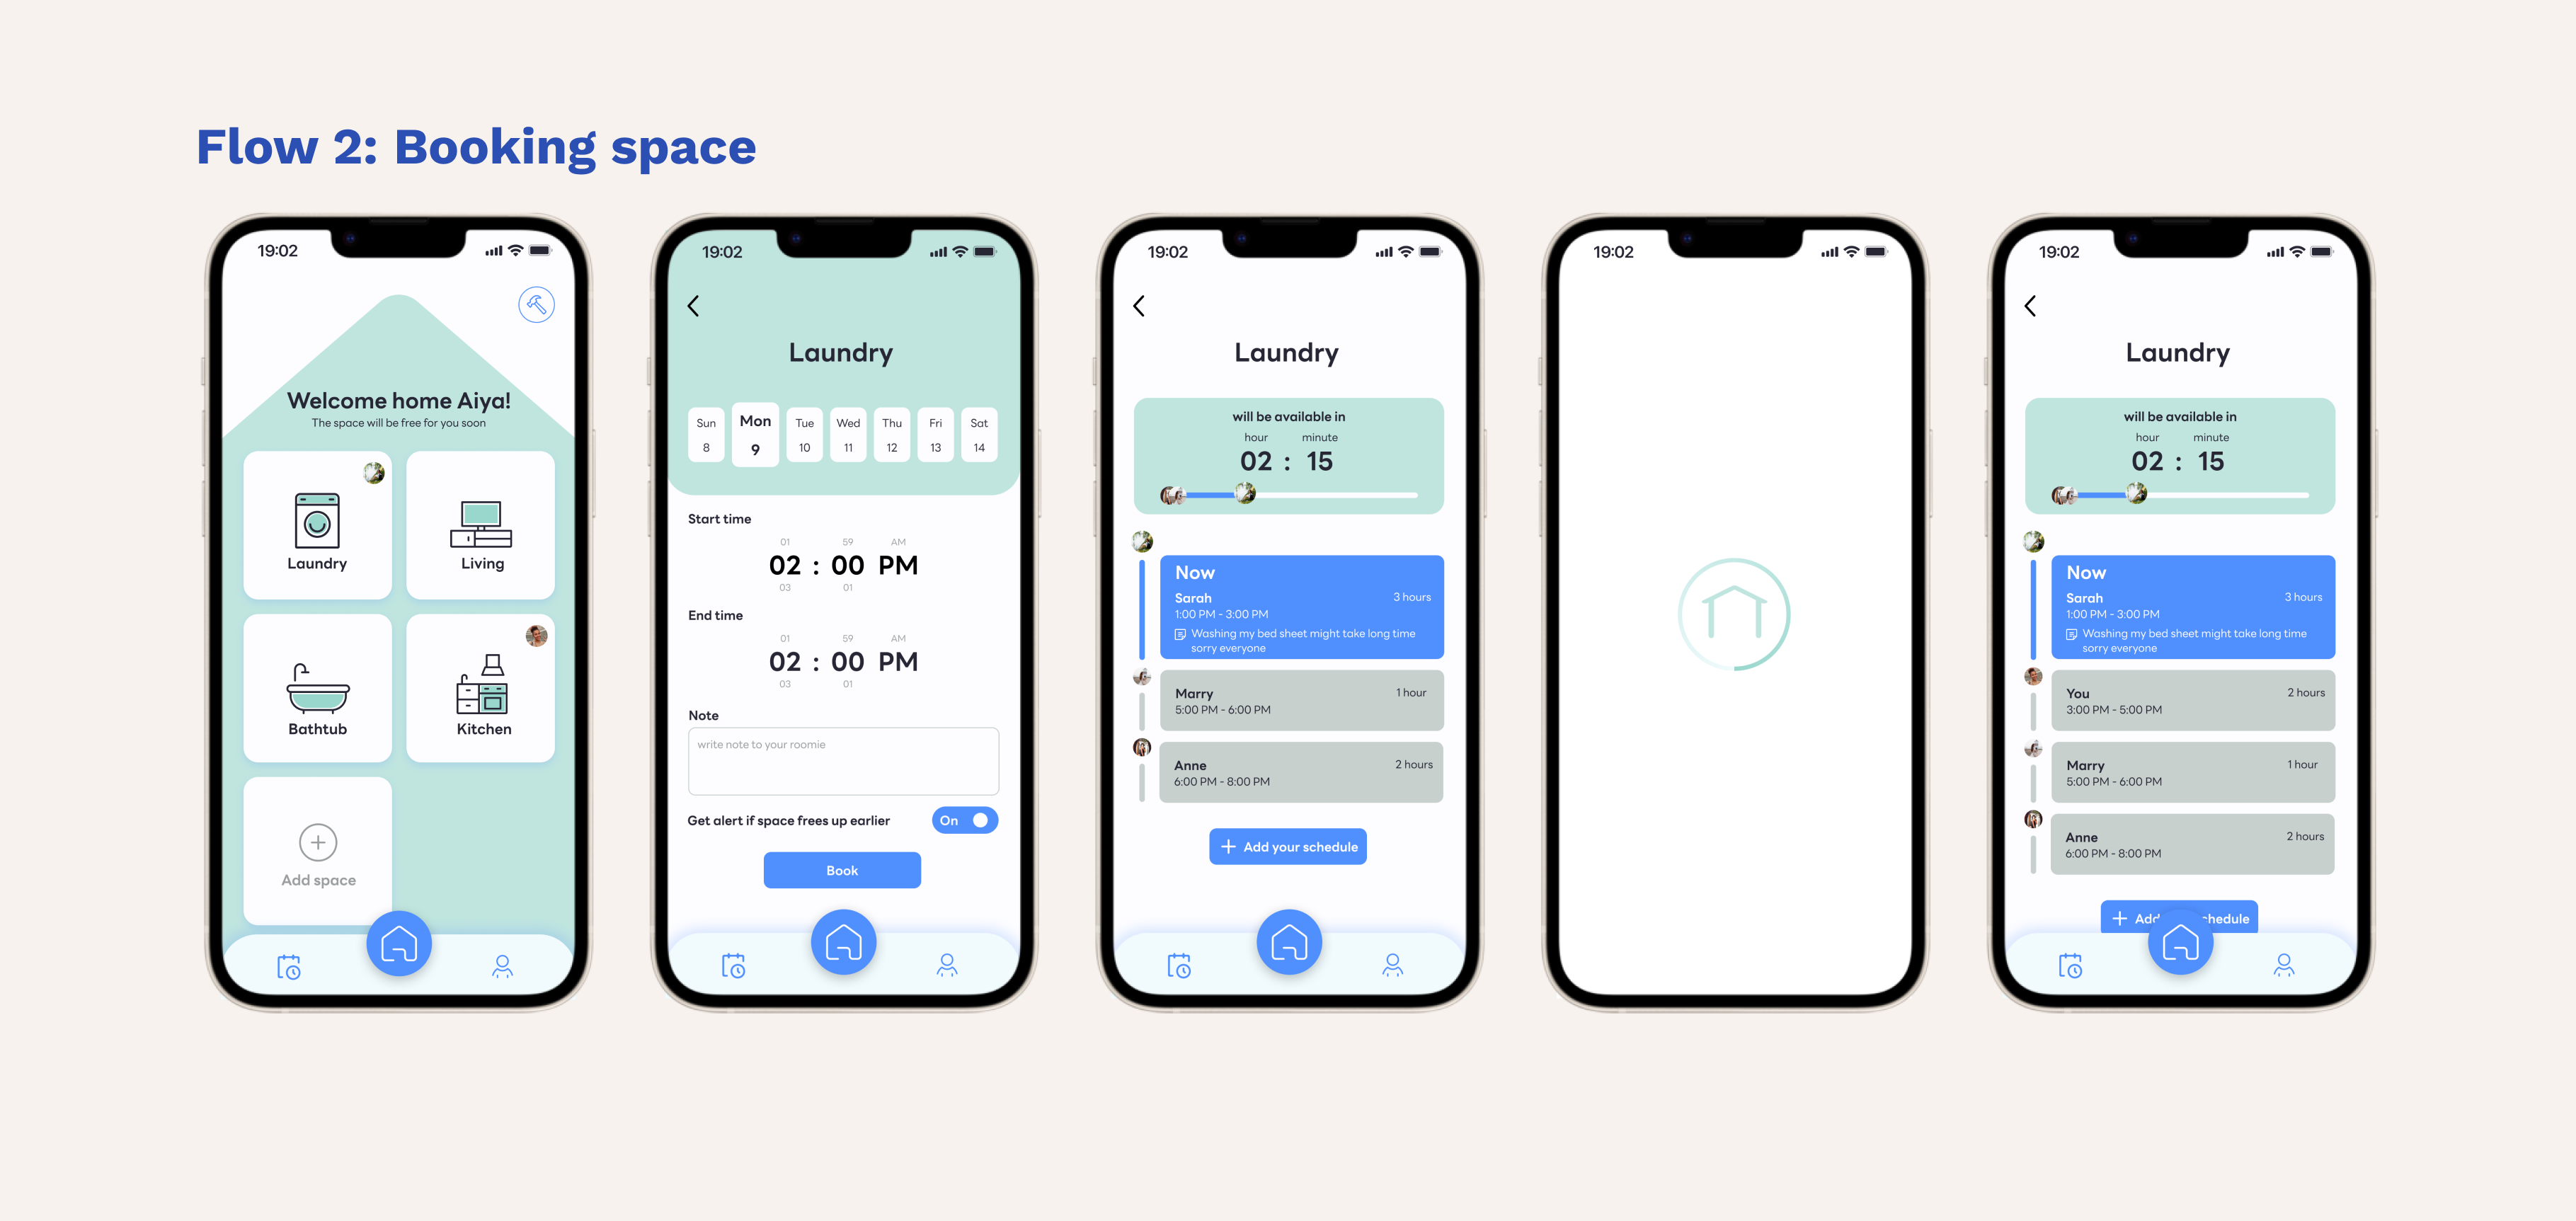 Flow 2: Booking space
19:02
Welcome home Aiya!
The space will be free for you soon
Laundry
Living
Bathtub
Kitchen
Add space
19:02
Laundry
Sun Mon Tue Wed Thu Fri Sat
8 9 10 11 12 13 14
Start time
01 59 AM
02 : 00 PM
03 01
End time
01 59 AM
02 : 00 PM
03 01
Note
write note to your roomie
Get alert if space frees up earlier On
Book
19:02
Laundry
will be available in
hour minute
02 : 15
Now
Sarah 3 hours
1:00 PM - 3:00 PM
Washing my bed sheet might take long time
sorry everyone
Marry 1 hour
5:00 PM - 6:00 PM
Anne 2 hours
6:00 PM - 8:00 PM
+ Add your schedule
19:02
19:02
Laundry
will be available in
hour minute
02 : 15
Now
Sarah 3 hours
1:00 PM - 3:00 PM
Washing my bed sheet might take long time
sorry everyone
You 2 hours
3:00 PM - 5:00 PM
Marry 1 hour
5:00 PM - 6:00 PM
Anne 2 hours
6:00 PM - 8:00 PM
+ Add schedule